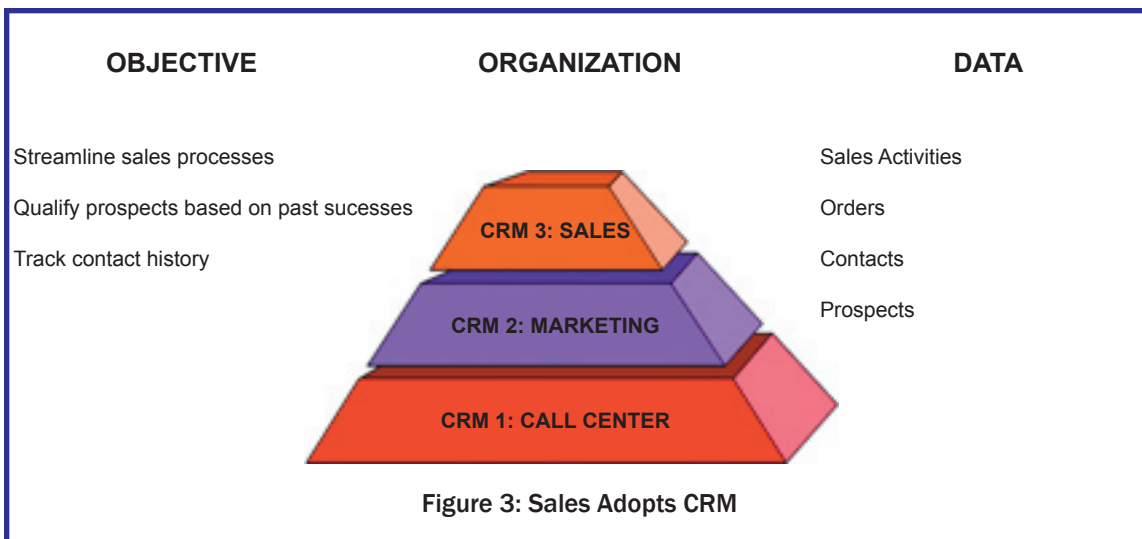 OBJECTIVE
ORGANIZATION
DATA
Streamline sales processes
Qualify prospects based on past sucesses
Track contact history
CRM 3: SALES
CRM 2: MARKETING
CRM 1: CALL CENTER
Sales Activities
Orders
Contacts
Prospects
Figure 3: Sales Adopts CRM